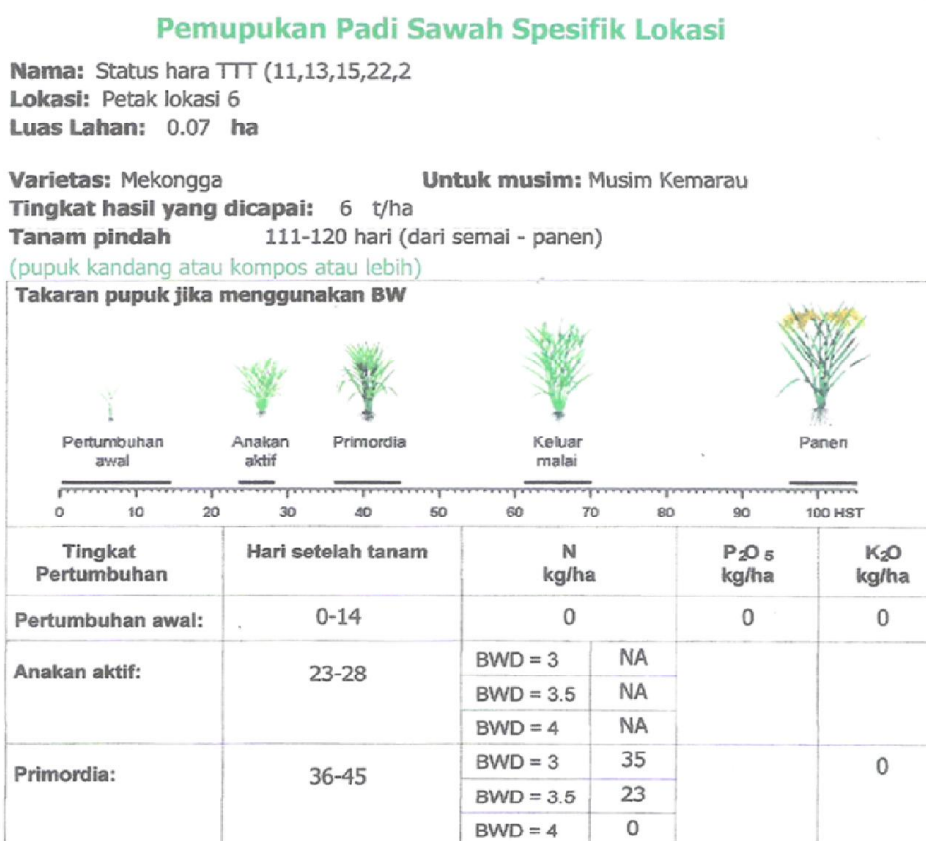 Pemupukan Padi Sawah Spesifik Lokasi
Nama: Status hara TTT (11,13,15,22,2
Lokasi: Petak lokasi 6
Luas Lahan: 0.07 ha
Varietas: Mekongga Untuk musim: Musim Kemarau
Tingkat hasil yang dicapai: 6 t/ha
Tanam pindah 111-120 hari (dari semai - panen)
(pupuk kandang atau kompos atau lebih)
Takaran pupuk jika menggunakan BW
Pertumbuhan awal
Anakan aktif
Primordia
Keluar malai
Panen
0 10 20 30 40 50 60 70 80 90 100 HST
Tingkat Pertumbuhan Hari setelah tanam N kg/ha P2O5 kg/ha K2O kg/ha
Pertumbuhan awal: 0-14 0 0 0
Anakan aktif: 23-28 BWD = 3 NA
BWD = 3.5 NA
BWD = 4 NA
Primordia: 36-45 BWD = 3 35 0
BWD = 3.5 23
BWD = 4 0